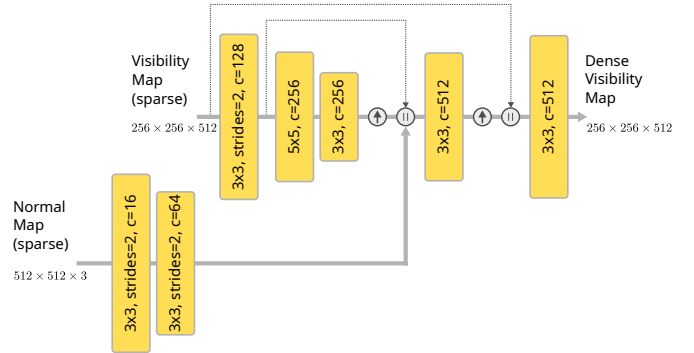 Visibility
Map
(sparse)
256 × 256 × 512
3x3, strides=2, c=128
5x5, c=256
3x3, c=256
3x3, c=512
3x3, c=512
Dense
Visibility
Map
256 × 256 × 512
Normal
Map
(sparse)
512 × 512 × 3
3x3, strides=2, c=16
3x3, strides=2, c=64